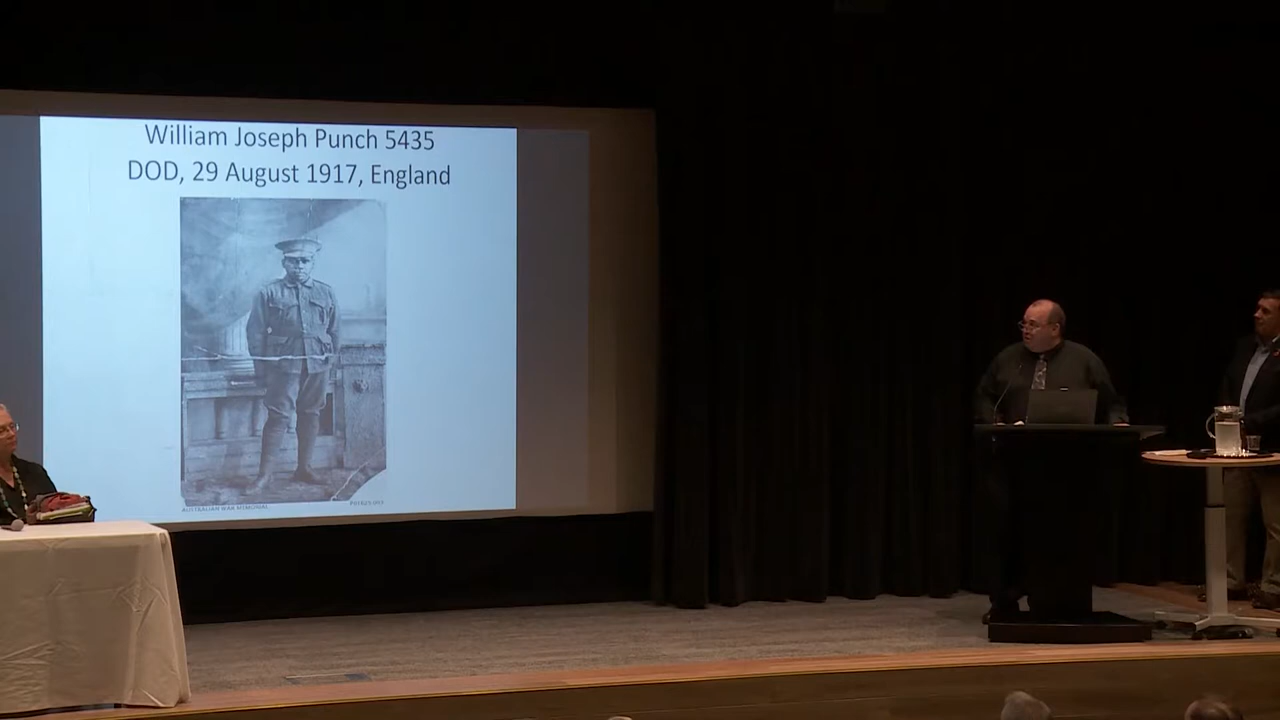 William Joseph Punch 5435
DOD, 29 August 1917, England
AUSTRALIAN WAR MEMORIAL